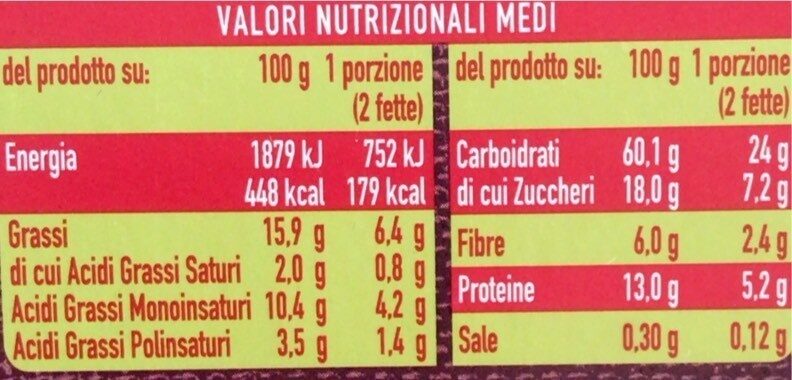 VALORI NUTRIZIONALI MEDI
del prodotto su: 100 g 1 porzione
(2 fette)
Energia 1879 kJ 752 kJ
448 kcal 179 kcal
Grassi 15,9 g 6,4 g
di cui Acidi Grassi Saturi 2,0 g 0,8 g
Acidi Grassi Monoinsaturi 10,4 g 4,2 g
Acidi Grassi Polinsaturi 3,5 g 1,4 g
del prodotto su: 100 g 1 porzione
(2 fette)
Carboidrati 60,1 g 24 g
di cui Zuccheri 18,0 g 7,2 g
Fibre 6,0 g 2,4 g
Proteine 13,0 g 5,2 g
Sale 0,30 g 0,12 g